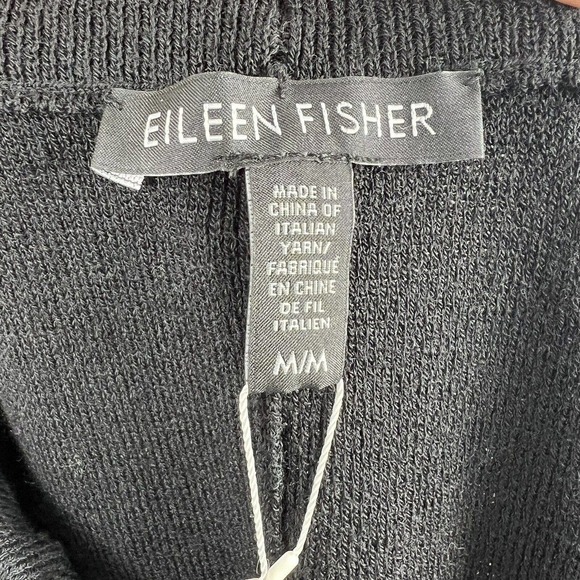 EILEEN FISHER
MADE IN
CHINA OF
ITALIAN
YARN/
FABRIQUÉ
EN CHINE
DE FIL
ITALIEN
M/M